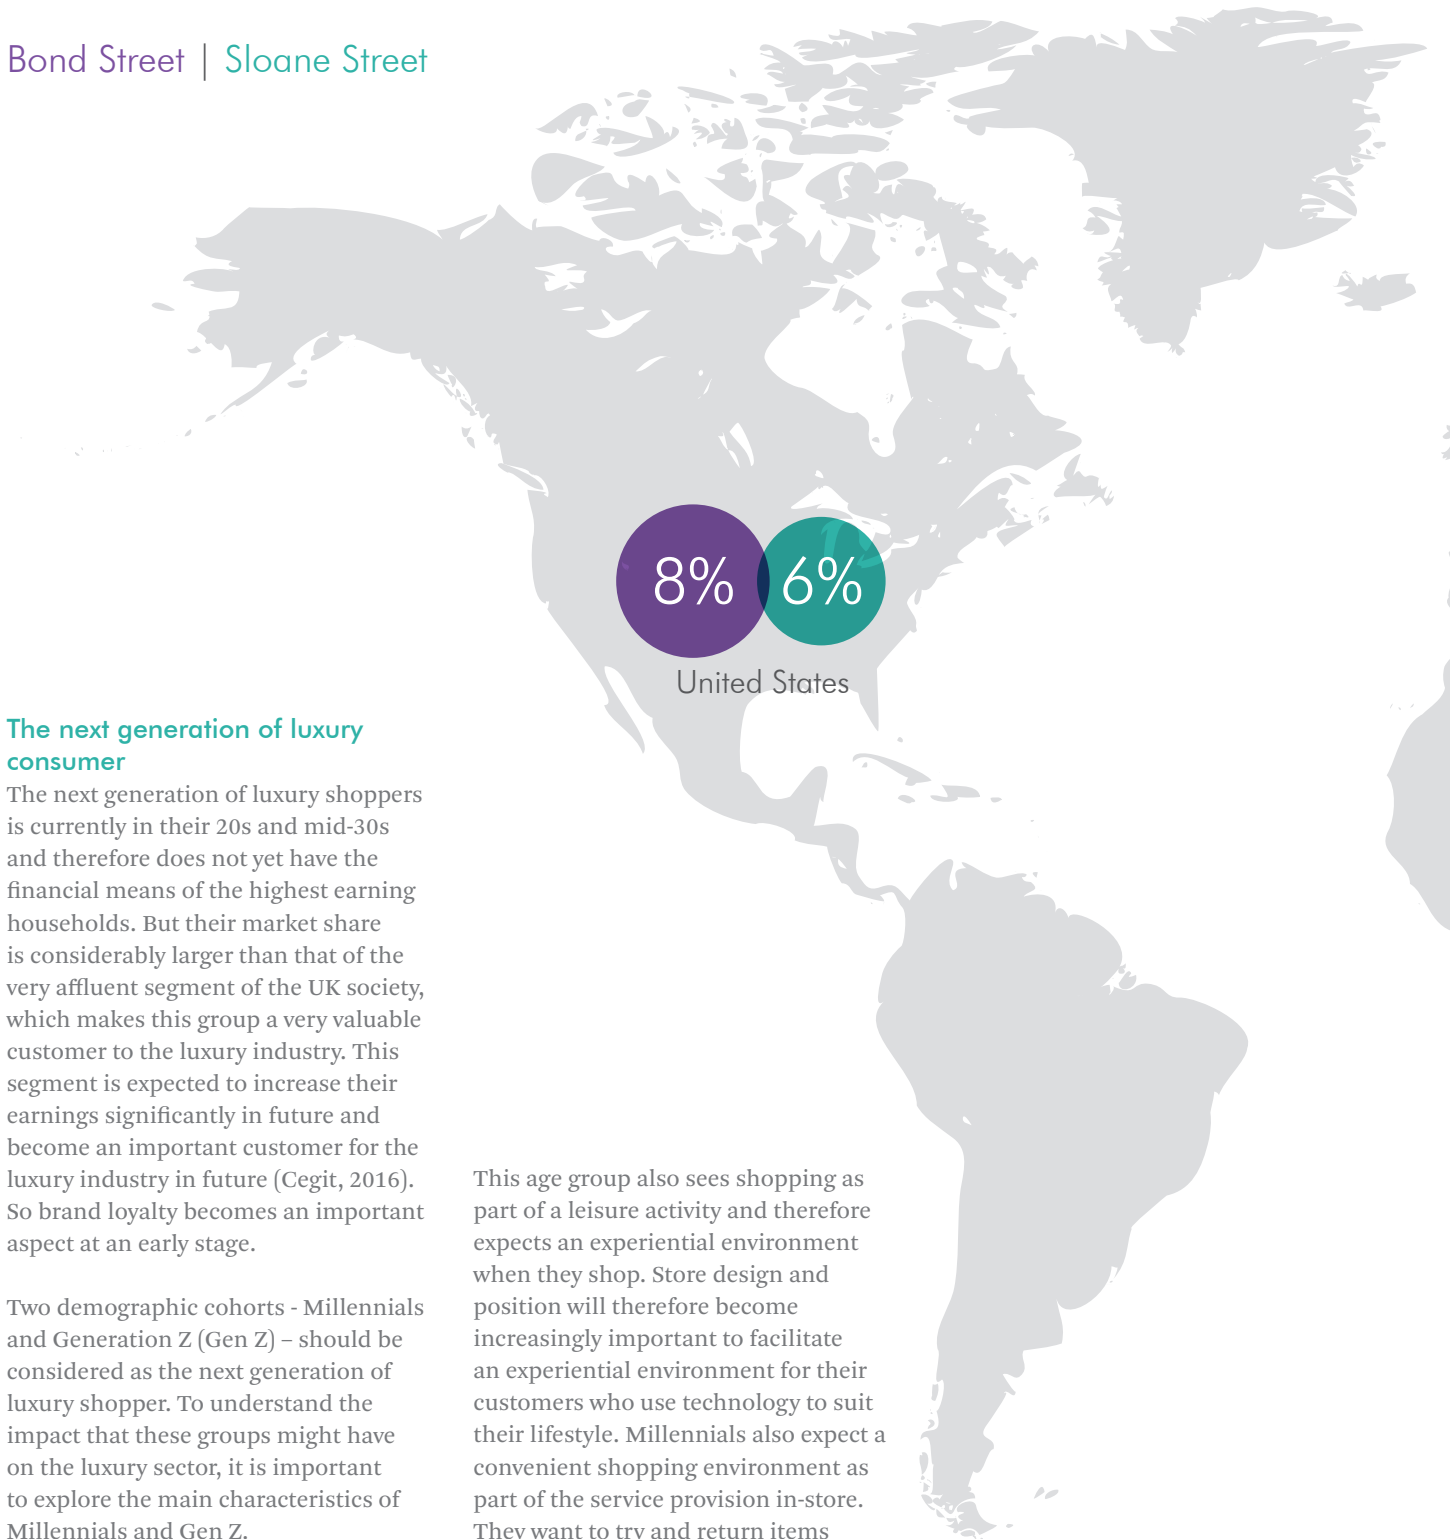 Bond Street | Sloane Street
8% 6%
United States
The next generation of luxury
consumer
The next generation of luxury shoppers
is currently in their 20s and mid-30s
and therefore does not yet have the
financial means of the highest earning
households. But their market share
is considerably larger than that of the
very affluent segment of the UK society,
which makes this group a very valuable
customer to the luxury industry. This
segment is expected to increase their
earnings significantly in future and
become an important customer for the
luxury industry in future (Cegit, 2016).
So brand loyalty becomes an important
aspect at an early stage.
Two demographic cohorts - Millennials
and Generation Z (Gen Z) – should be
considered as the next generation of
luxury shopper. To understand the
impact that these groups might have
on the luxury sector, it is important
to explore the main characteristics of
Millennials and Gen Z.
This age group also sees shopping as
part of a leisure activity and therefore
expects an experiential environment
when they shop. Store design and
position will therefore become
increasingly important to facilitate
an experiential environment for their
customers who use technology to suit
their lifestyle. Millennials also expect a
convenient shopping environment as
part of the service provision in-store.
They want to try and return items